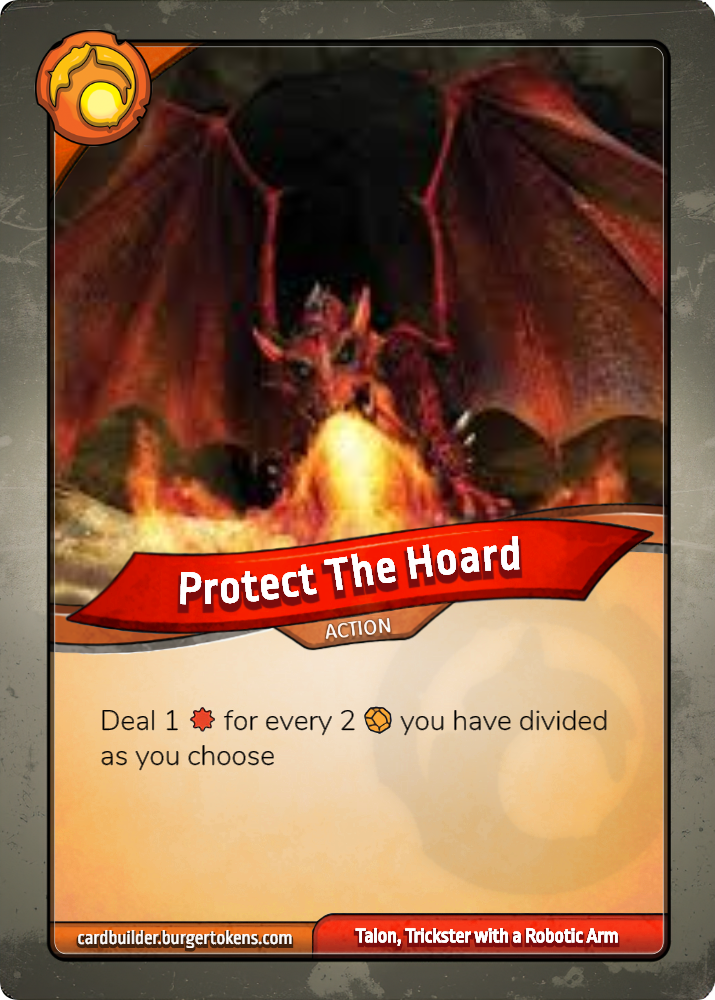 Protect The Hoard
ACTION
Deal 1 for every 2 you have divided
as you choose
cardbuilder.burgertokens.com
Talon, Trickster with a Robotic Arm